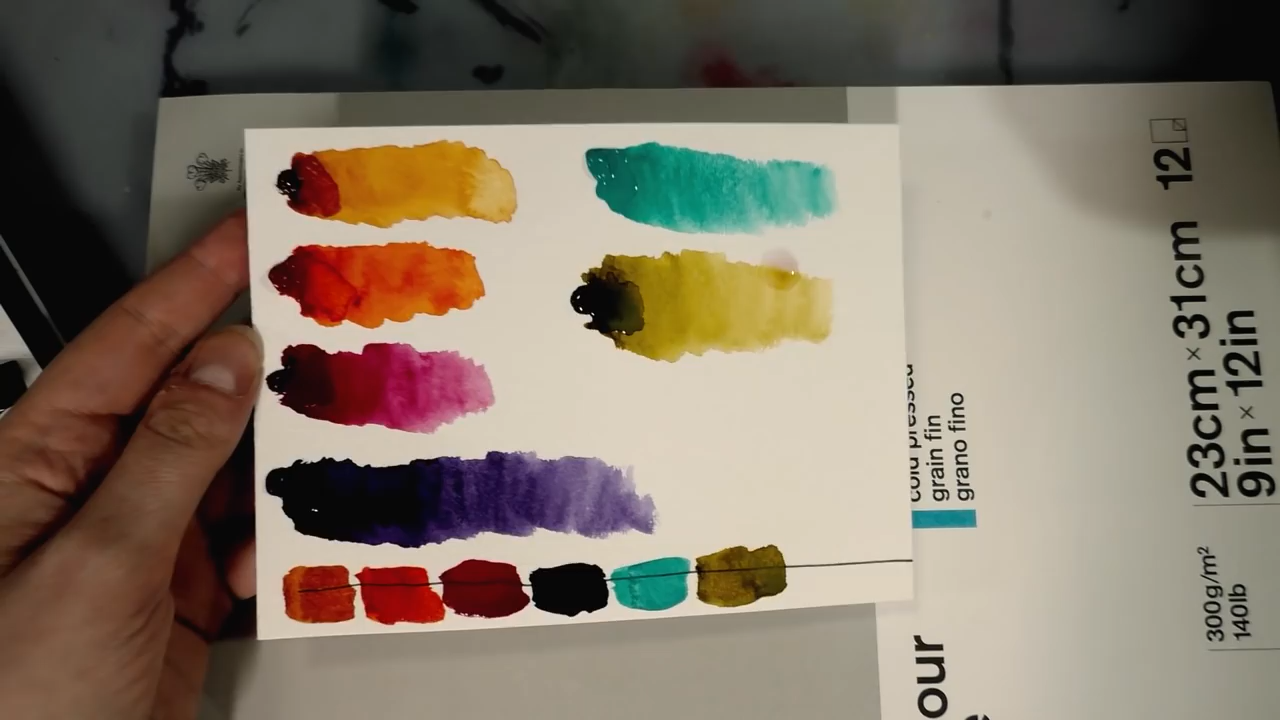 12
23cm × 31cm
9in × 12in
cold pressed
grain fin
grano fino
300g/m²
140lb
our